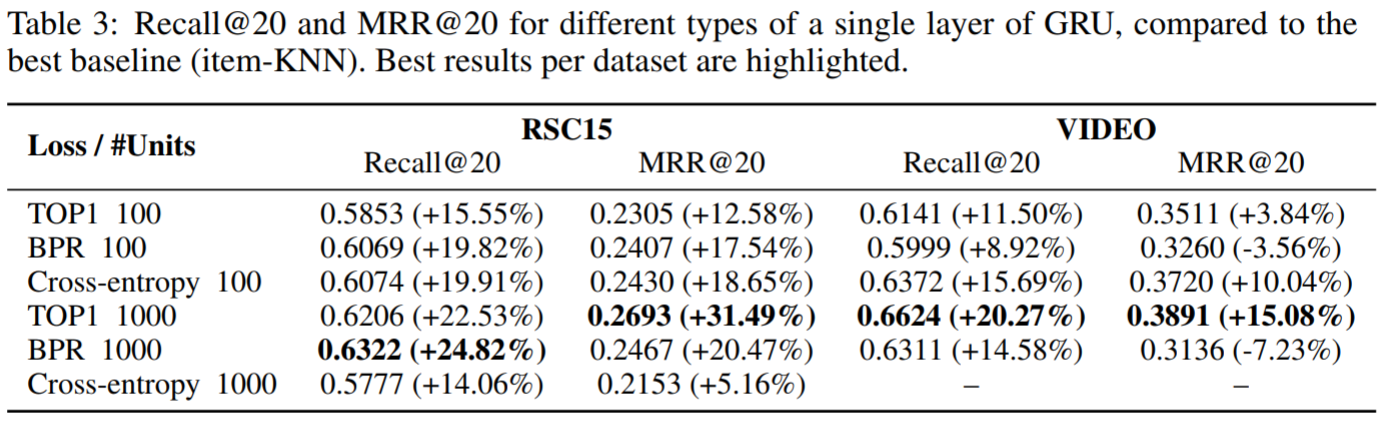 Table 3: Recall@20 and MRR@20 for different types of a single layer of GRU, compared to the
best baseline (item-KNN). Best results per dataset are highlighted.
Loss / #Units RSC15 VIDEO
Recall@20 MRR@20 Recall@20 MRR@20
TOP1 100 0.5853 (+15.55%) 0.2305 (+12.58%) 0.6141 (+11.50%) 0.3511 (+3.84%)
BPR 100 0.6069 (+19.82%) 0.2407 (+17.54%) 0.5999 (+8.92%) 0.3260 (-3.56%)
Cross-entropy 100 0.6074 (+19.91%) 0.2430 (+18.65%) 0.6372 (+15.69%) 0.3720 (+10.04%)
TOP1 1000 0.6206 (+22.53%) 0.2693 (+31.49%) 0.6624 (+20.27%) 0.3891 (+15.08%)
BPR 1000 0.6322 (+24.82%) 0.2467 (+20.47%) 0.6311 (+14.58%) 0.3136 (-7.23%)
Cross-entropy 1000 0.5777 (+14.06%) 0.2153 (+5.16%) – –